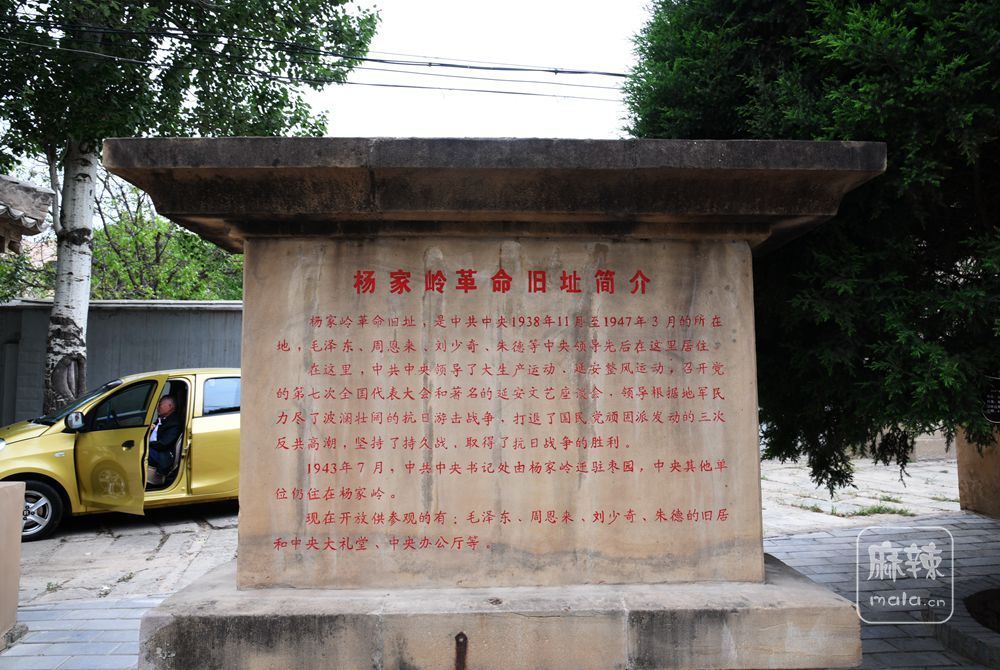 杨家岭革命旧址简介
杨家岭革命旧址，是中共中央1938年11月至1947年3月的所在
地，毛泽东、周恩来、刘少奇、朱德等中央领导先后在这里居住。
在这里，中共中央领导了大生产运动、延安整风运动，召开党
的第七次全国代表大会和著名的延安文艺座谈会，领导根据地军民
力尽了波澜壮阔的抗日游击战争，打退了国民党顽固派发动的三次
反共高潮，坚持了持久战，取得了抗日战争的胜利。
1943年7月，中共中央书记处由杨家岭迁驻枣园，中央其他单
位仍住在杨家岭。
现在开放供参观的有：毛泽东、周恩来、刘少奇、朱德的旧居
和中央大礼堂、中央办公厅等。
麻辣
mala.cn